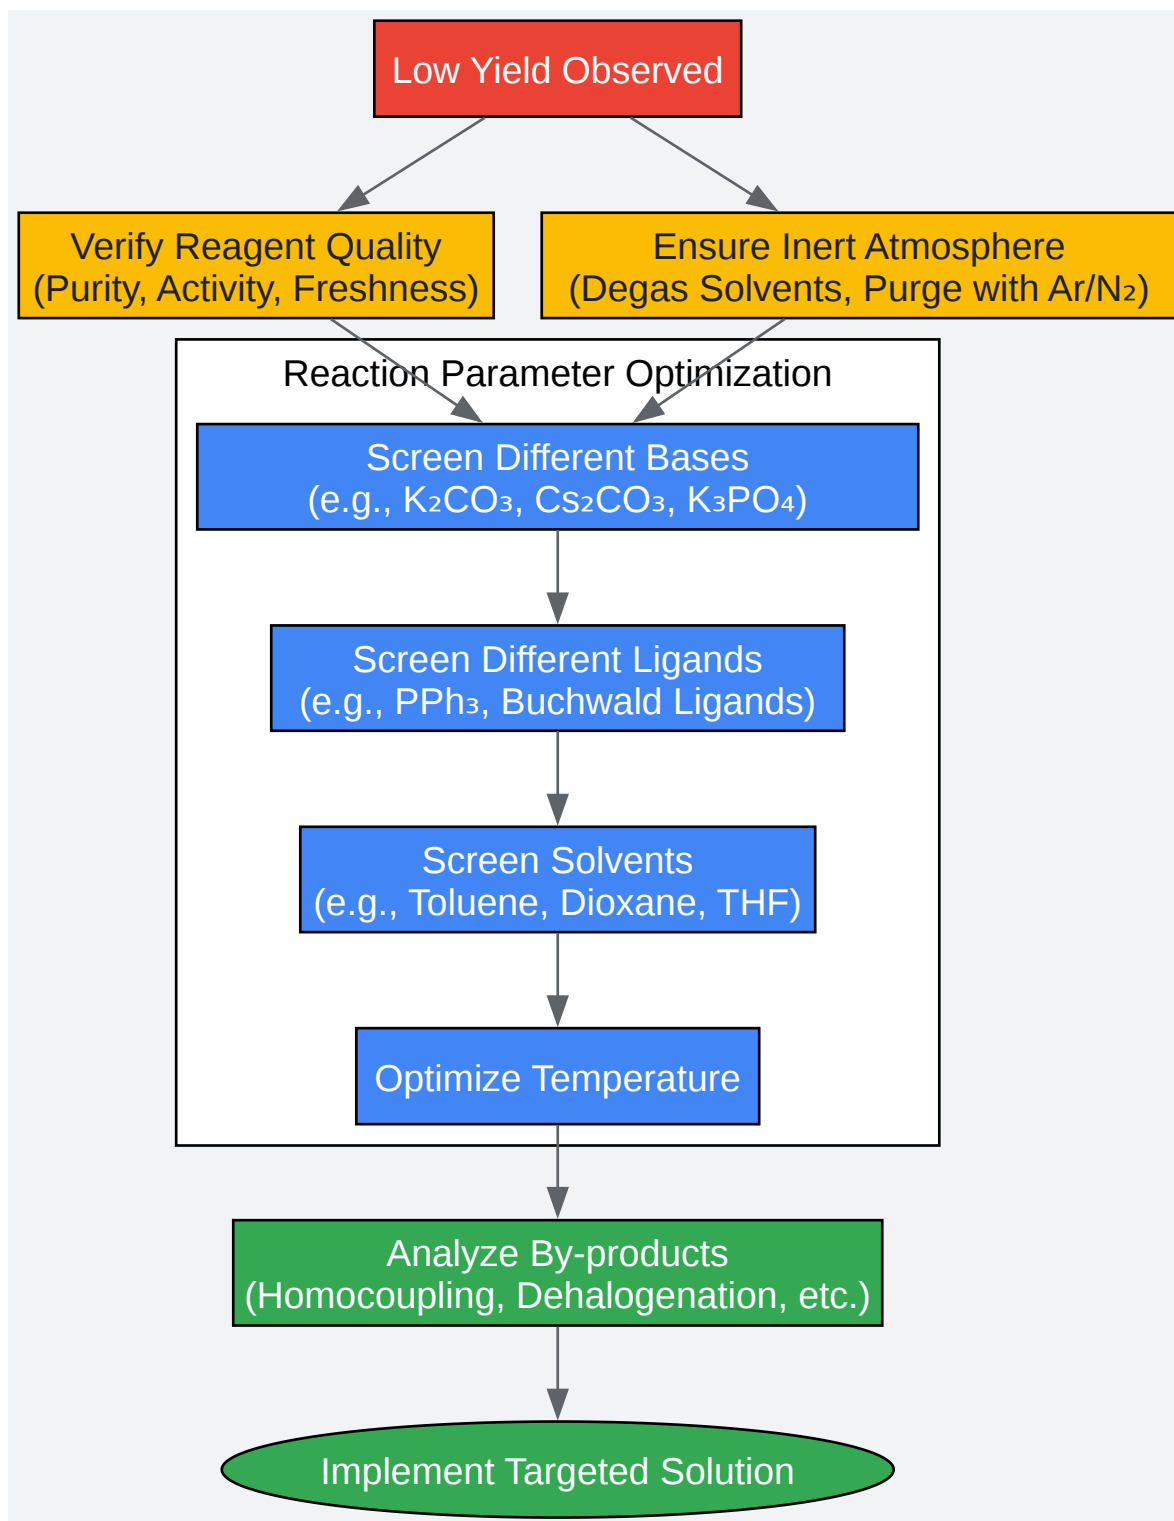 Low Yield Observed
Verify Reagent Quality
(Purity, Activity, Freshness)
Ensure Inert Atmosphere
(Degas Solvents, Purge with Ar/N₂)
Reaction Parameter Optimization
Screen Different Bases
(e.g., K₂CO₃, Cs₂CO₃, K₃PO₄)
Screen Different Ligands
(e.g., PPh₃, Buchwald Ligands)
Screen Solvents
(e.g., Toluene, Dioxane, THF)
Optimize Temperature
Analyze By-products
(Homocoupling, Dehalogenation, etc.)
Implement Targeted Solution